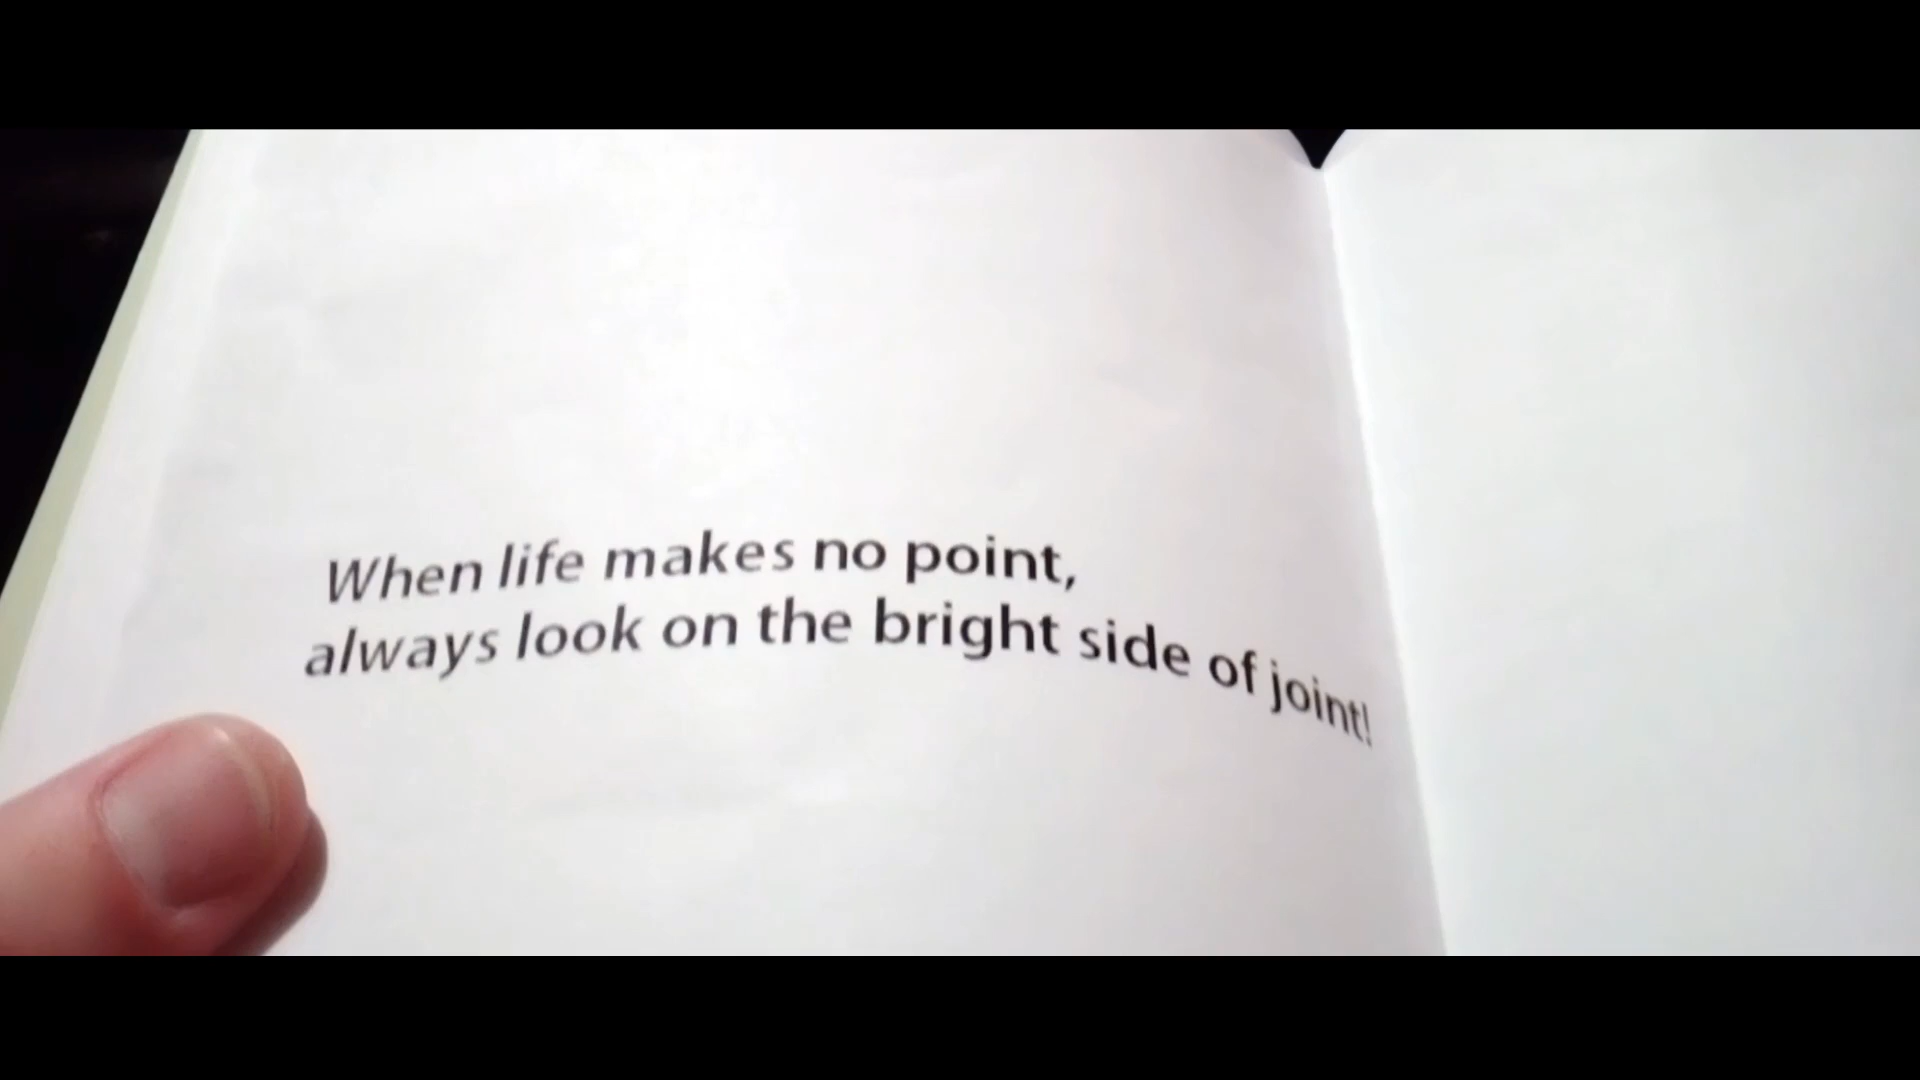 When life makes no point,
always look on the bright side of joint!